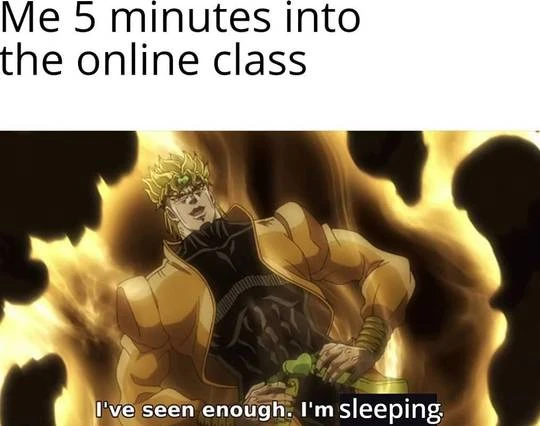 Me 5 minutes into
the online class
I've seen enough. I'm sleeping.